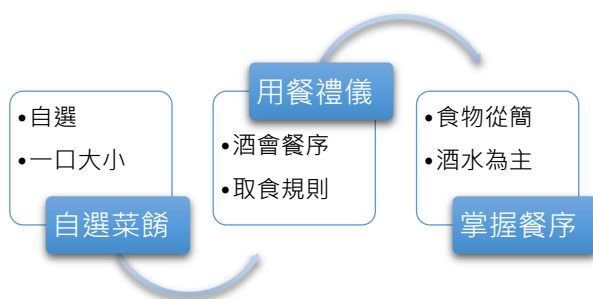 •自選
•一口大小
自選菜餚
用餐禮儀
•酒會餐序
•取食規則
•食物從簡
•酒水為主
掌握餐序